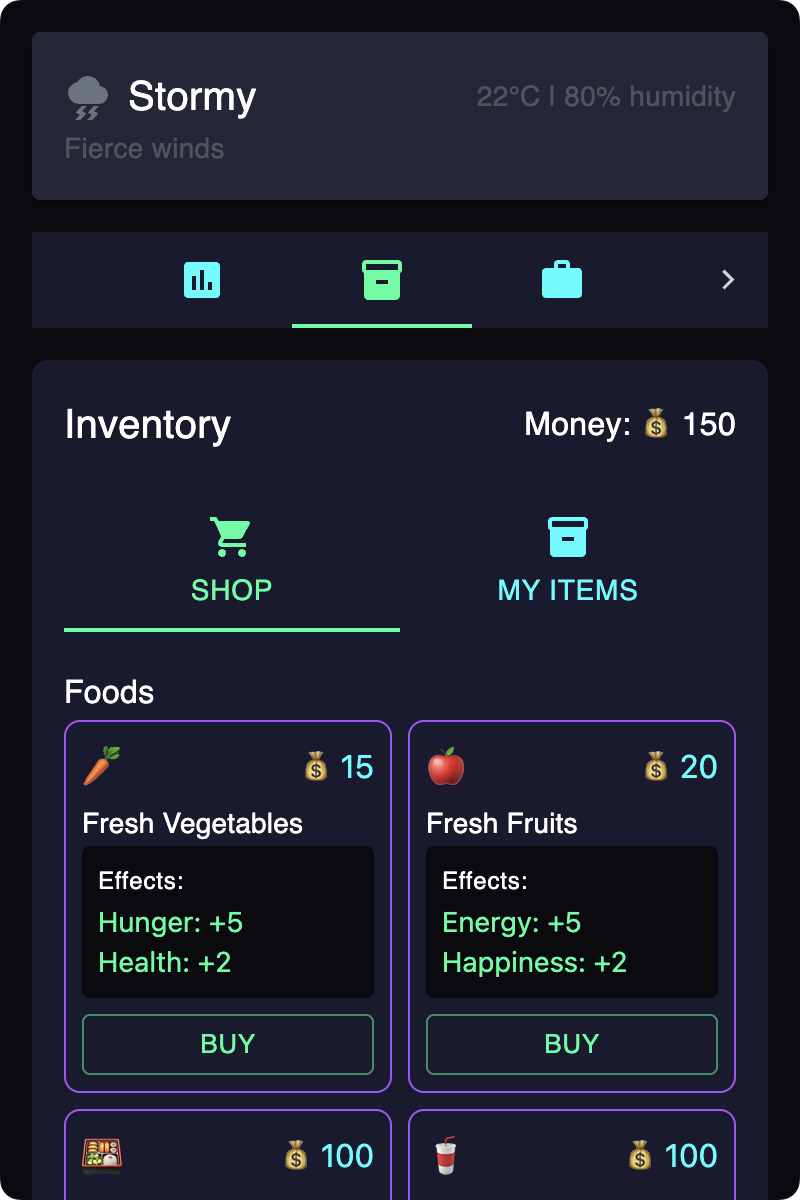 Stormy
22°C | 80% humidity
Fierce winds
Inventory
Money: 💰 150
SHOP
MY ITEMS
Foods
💰 15
Fresh Vegetables
Effects:
Hunger: +5
Health: +2
BUY
💰 20
Fresh Fruits
Effects:
Energy: +5
Happiness: +2
BUY
💰 100
💰 100